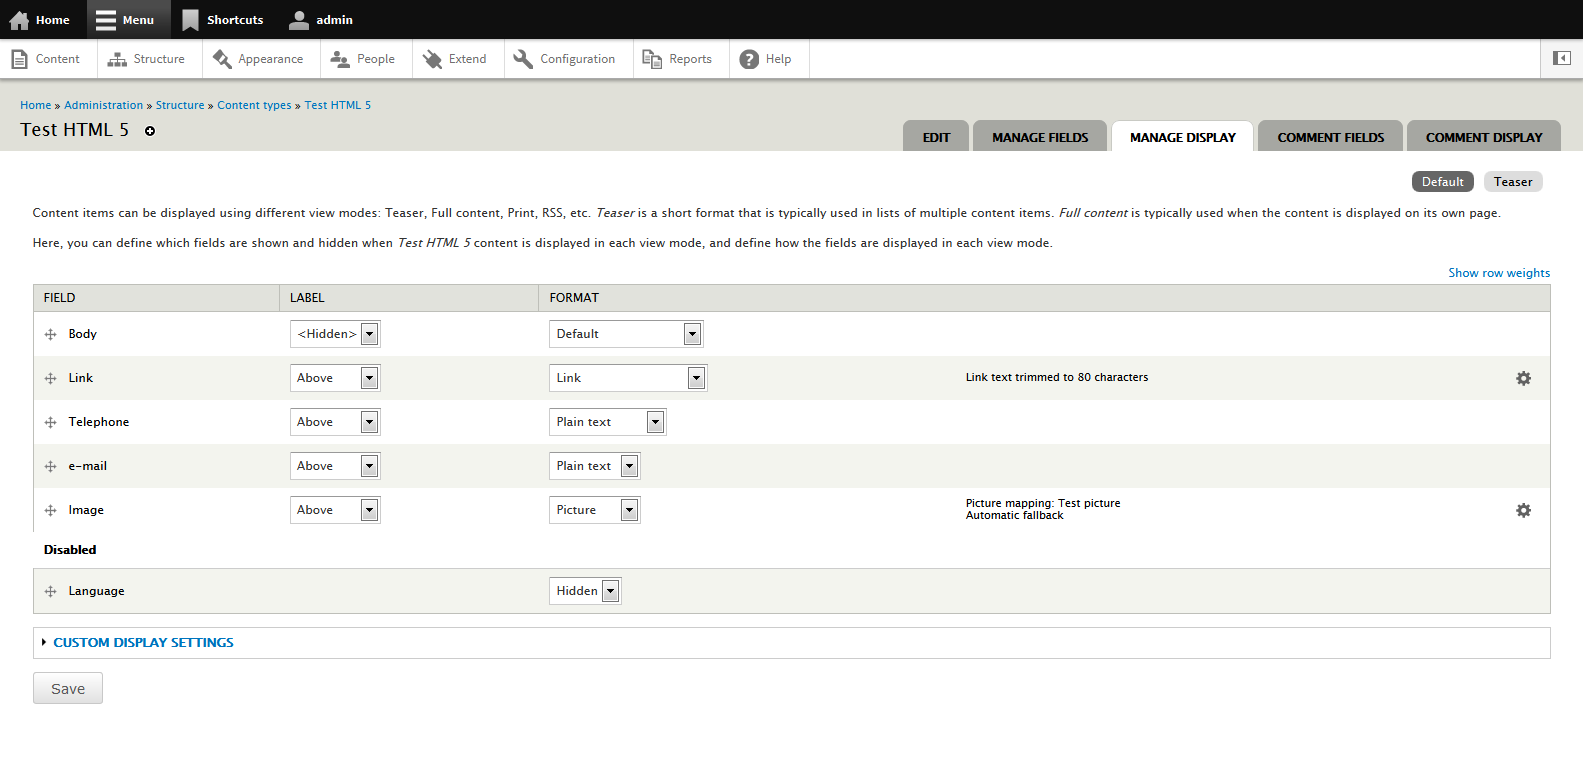 Home Menu Shortcuts admin
Content Structure Appearance People Extend Configuration Reports Help
Home » Administration » Structure » Content types » Test HTML 5
Test HTML 5
EDIT MANAGE FIELDS MANAGE DISPLAY COMMENT FIELDS COMMENT DISPLAY
Default Teaser
Content items can be displayed using different view modes: Teaser, Full content, Print, RSS, etc. Teaser is a short format that is typically used in lists of multiple content items. Full content is typically used when the content is displayed on its own page.
Here, you can define which fields are shown and hidden when Test HTML 5 content is displayed in each view mode, and define how the fields are displayed in each view mode.
Show row weights
FIELD LABEL FORMAT
Body <Hidden> Default
Link Above Link Link text trimmed to 80 characters
Telephone Above Plain text
e-mail Above Plain text
Image Above Picture Picture mapping: Test picture
Automatic fallback
Disabled
Language Hidden
CUSTOM DISPLAY SETTINGS
Save